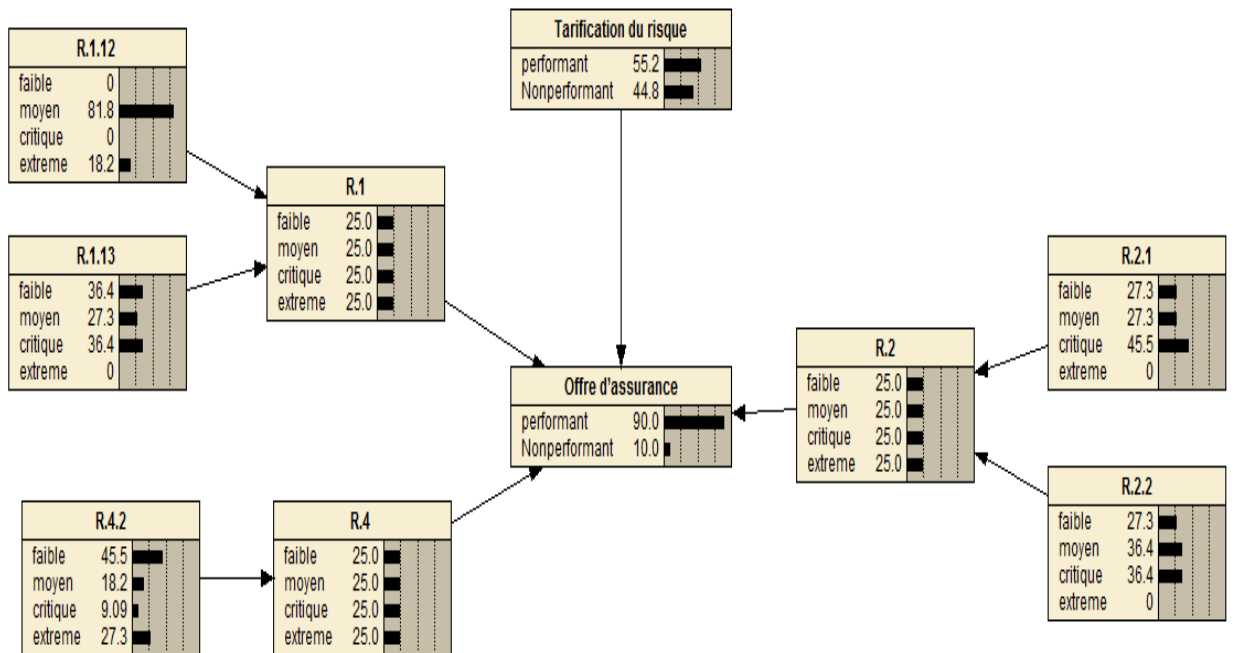 Tarification du risque
performant 55.2
Nonperformant 44.8
R.1.12
faible 0
moyen 81.8
critique 0
extreme 18.2
R.1
faible 25.0
moyen 25.0
critique 25.0
extreme 25.0
R.1.13
faible 36.4
moyen 27.3
critique 36.4
extreme 0
R.2.1
faible 27.3
moyen 27.3
critique 45.5
extreme 0
R.2
faible 25.0
moyen 25.0
critique 25.0
extreme 25.0
Offre d'assurance
performant 90.0
Nonperformant 10.0
R.2.2
faible 27.3
moyen 36.4
critique 36.4
extreme 0
R.4.2
faible 45.5
moyen 18.2
critique 9.09
extreme 27.3
R.4
faible 25.0
moyen 25.0
critique 25.0
extreme 25.0